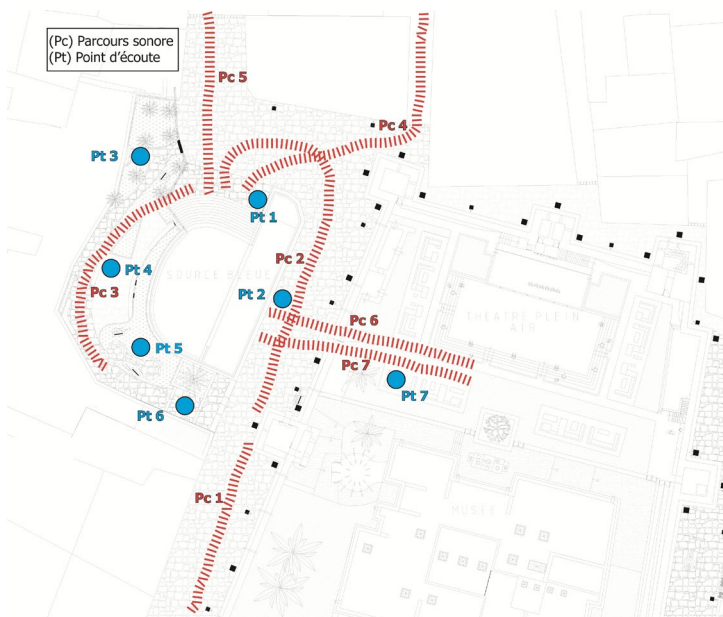 (Pc) Parcours sonore
(Pt) Point d'écoute
Pc 5
Pc 4
Pt 3
Pt 1
Pc 2
Pt 4
SOURCE BLEUE
Pc 3
Pt 2
THEATRE PLEIN
AIR
Pc 6
Pt 5
Pc 7
Pt 7
Pt 6
Pc 1
MUSEE